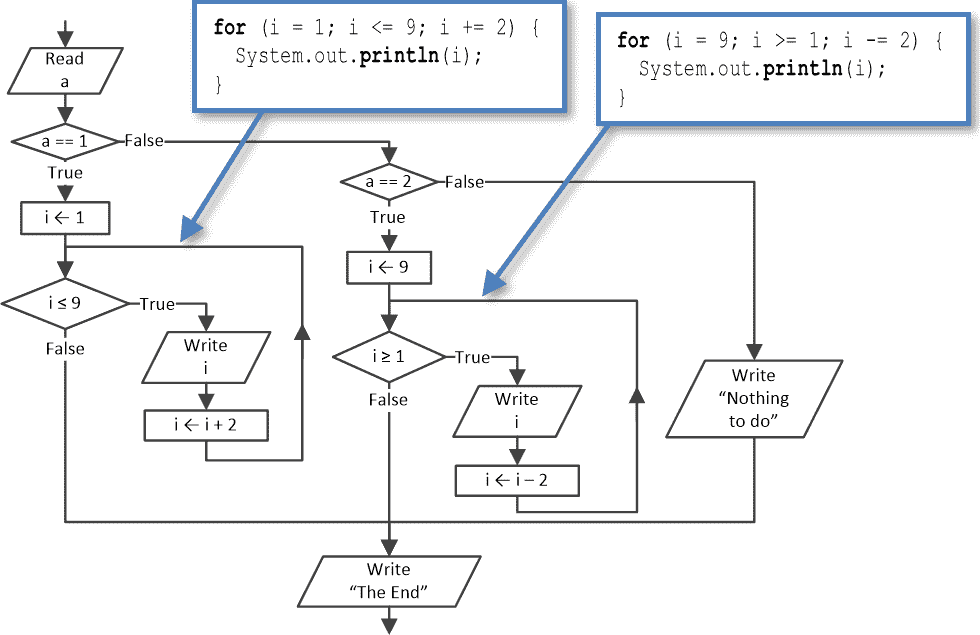 for (i = 1; i <= 9; i += 2) {
System.out.println(i);
}
for (i = 9; i >= 1; i -= 2) {
System.out.println(i);
}
Read
a
a == 1
False
True
i ← 1
i ≤ 9
True
False
Write
i
i ← i + 2
a == 2
False
True
i ← 9
i ≥ 1
True
False
Write
i
i ← i – 2
Write
“Nothing
to do”
Write
“The End”